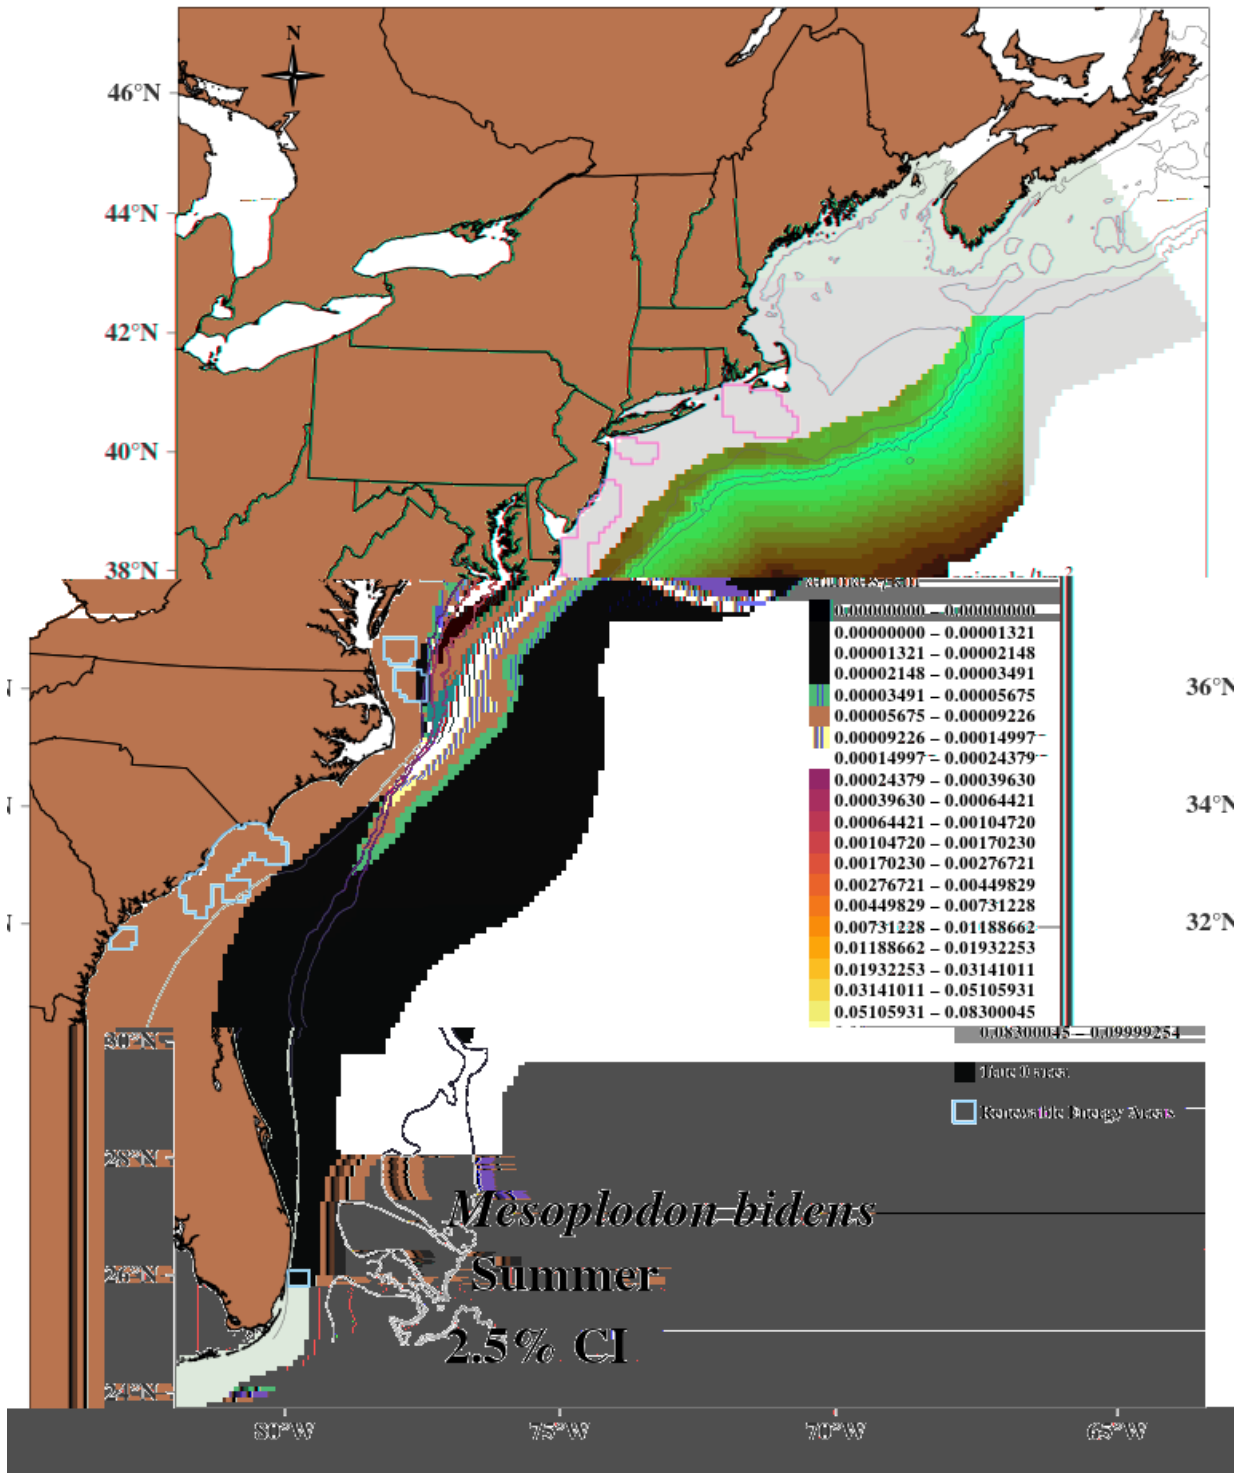 N
46°N
44°N
42°N
40°N
38°N
animals/km²
0.00000000 – 0.00000000
0.00000000 – 0.00001321
0.00001321 – 0.00002148
0.00002148 – 0.00003491
0.00003491 – 0.00005675
0.00005675 – 0.00009226
0.00009226 – 0.00014997
0.00014997 – 0.00024379
0.00024379 – 0.00039630
0.00039630 – 0.00064421
0.00064421 – 0.00104720
0.00104720 – 0.00170230
0.00170230 – 0.00276721
0.00276721 – 0.00449829
0.00449829 – 0.00731228
0.00731228 – 0.01188662
0.01188662 – 0.01932253
0.01932253 – 0.03141011
0.03141011 – 0.05105931
0.05105931 – 0.08300045
0.08300045 – 0.09999254
36°N
34°N
32°N
30°N
28°N
26°N
24°N
area
Renewable Energy Areas
Mesoplodon bidens
Summer
2.5% CI
80°W
75°W
70°W
65°W